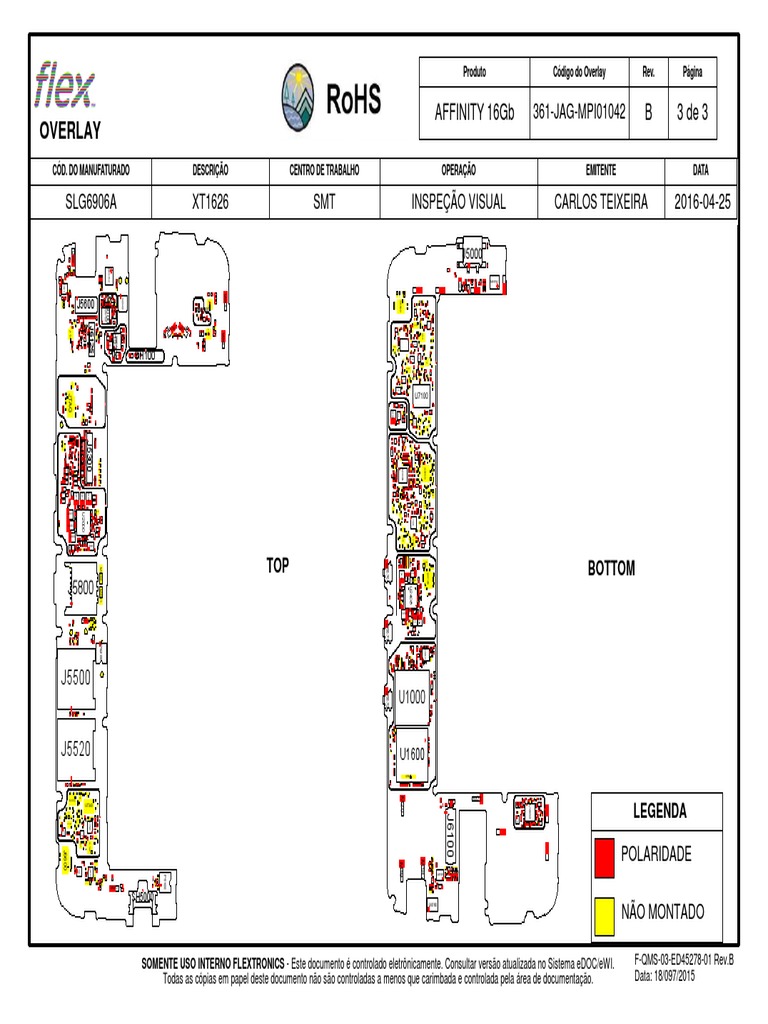 flex
OVERLAY
RoHS
Produto
Código do Overlay
Rev.
Página
AFFINITY 16Gb
361-JAG-MPI01042
B
3 de 3
CÓD. DO MANUFATURADO
DESCRIÇÃO
CENTRO DE TRABALHO
OPERAÇÃO
EMITENTE
DATA
SLG6906A
XT1626
SMT
INSPEÇÃO VISUAL
CARLOS TEIXEIRA
2016-04-25
J5000
J5600
U7100
J5300
TOP
BOTTOM
5800
J5500
U1000
J5520
U1600
J6100
LEGENDA
POLARIDADE
NÃO MONTADO
SOMENTE USO INTERNO FLEXTRONICS - Este documento é controlado eletrônicamente. Consultar versão atualizada no Sistema eDOC/eWI.
Todas as cópias em papel deste documento não são controladas a menos que carimbada e controlada pela área de documentação.
F-QMS-03-ED45278-01 Rev.B
Data: 18/097/2015